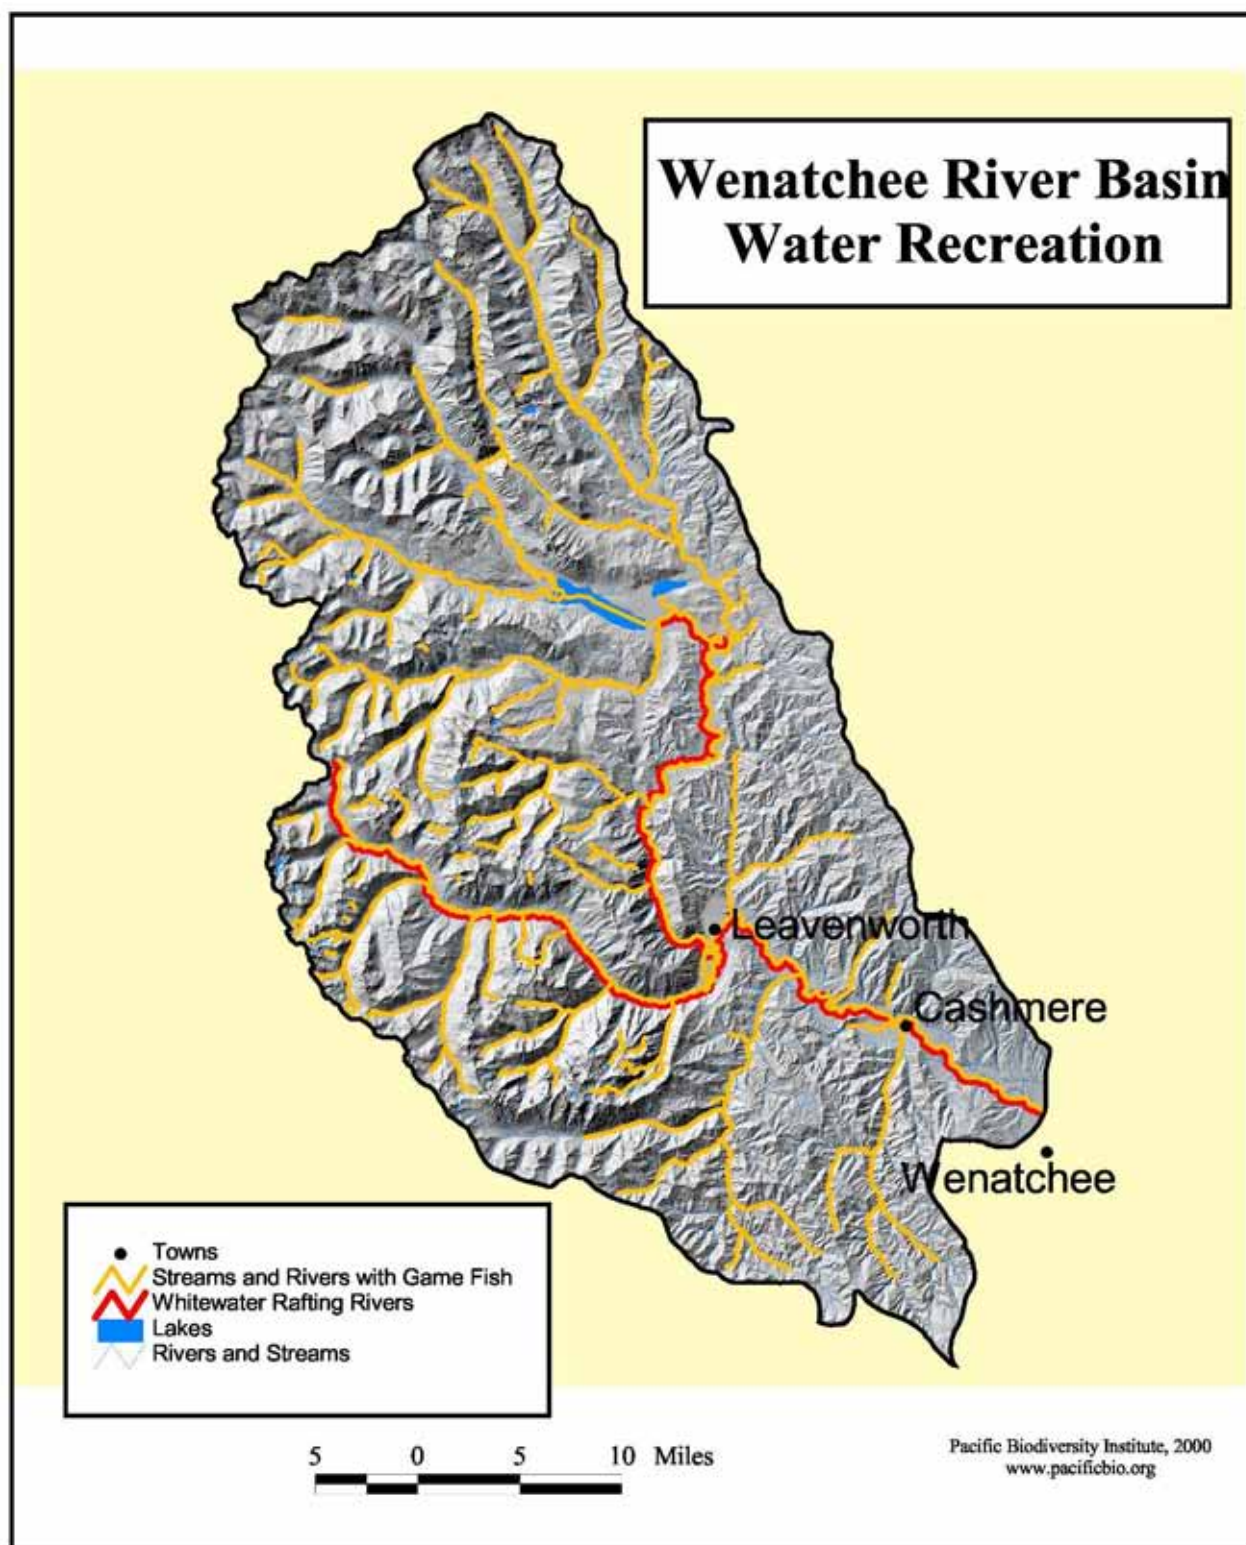 Wenatchee River Basin
Water Recreation
Leavenworth
Cashmere
Wenatchee
Towns
Streams and Rivers with Game Fish
Whitewater Rafting Rivers
Lakes
Rivers and Streams
5 0 5 10 Miles
Pacific Biodiversity Institute, 2000
www.pacificbio.org